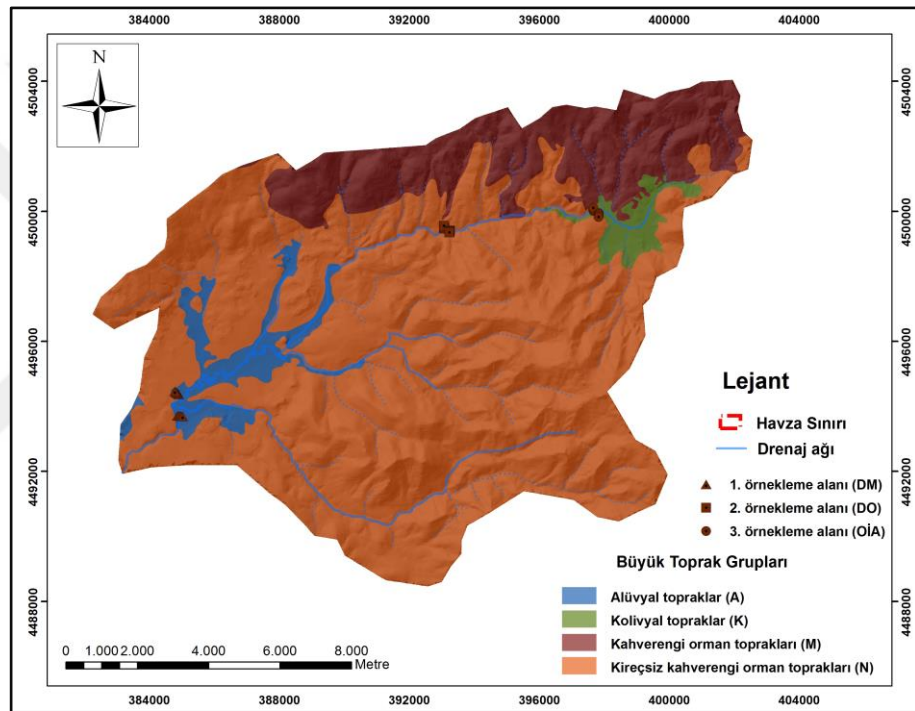 384000 388000 392000 396000 400000 404000
N
4504000 4504000
4500000 4500000
4496000 4496000
Lejant
Havza Sınırı
Drenaj ağı
4492000 4492000
1. örnekleme alanı (DM)
2. örnekleme alanı (DO)
3. örnekleme alanı (OİA)
Büyük Toprak Grupları
Alüvyal topraklar (A)
4488000 4488000
Kolivyal topraklar (K)
Kahverengi orman toprakları (M)
Kireçsiz kahverengi orman toprakları (N)
0 1.000 2.000 4.000 6.000 8.000
Metre
384000 388000 392000 396000 400000 404000